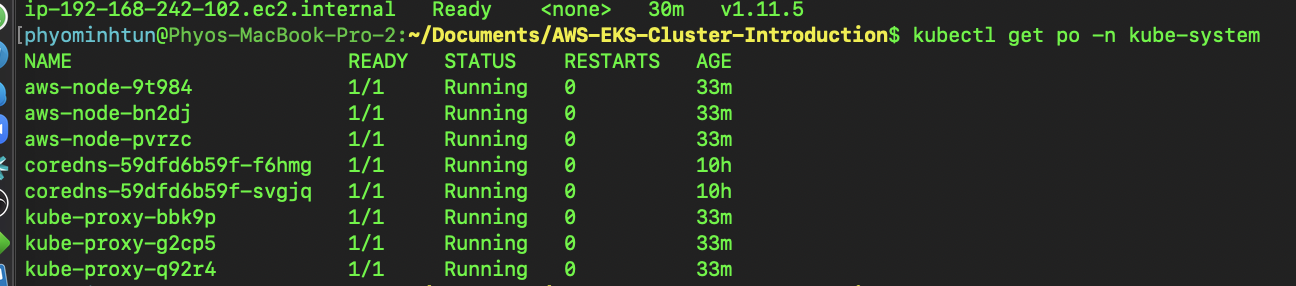 ip-192-168-242-102.ec2.internal Ready <none> 30m v1.11.5
[phyominhtun@Phyos-MacBook-Pro-2:~/Documents/AWS-EKS-Cluster-Introduction$ kubectl get po -n kube-system
NAME READY STATUS RESTARTS AGE
aws-node-9t984 1/1 Running 0 33m
aws-node-bn2dj 1/1 Running 0 33m
aws-node-pvrzc 1/1 Running 0 33m
coredns-59dfd6b59f-f6hmg 1/1 Running 0 10h
coredns-59dfd6b59f-svgjq 1/1 Running 0 10h
kube-proxy-bbk9p 1/1 Running 0 33m
kube-proxy-g2cp5 1/1 Running 0 33m
kube-proxy-q92r4 1/1 Running 0 33m